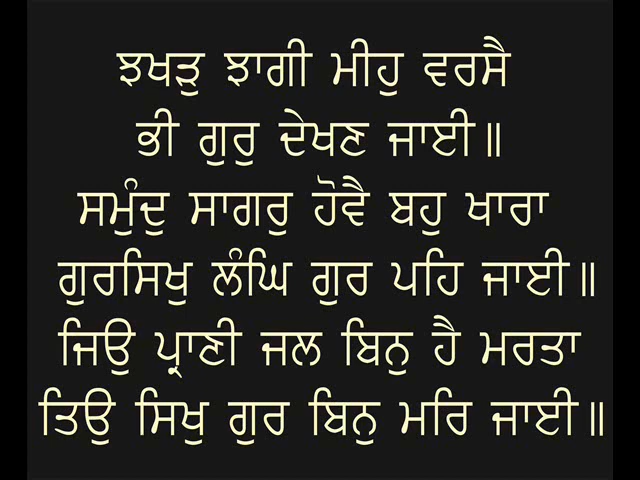 ਝਖੜੁ ਝਾਗੀ ਮੀਹੁ ਵਰਸੈ
ਭੀ ਗੁਰੁ ਦੇਖਣ ਜਾਈ॥
ਸਮੁੰਦੁ ਸਾਗਰੁ ਹੋਵੈ ਬਹੁ ਖਾਰਾ
ਗੁਰਸਿਖੁ ਲੰਘਿ ਗੁਰ ਪਹਿ ਜਾਈ॥
ਜਿਉ ਪ੍ਰਾਣੀ ਜਲ ਬਿਨੁ ਹੈ ਮਰਤਾ
ਤਿਉ ਸਿਖੁ ਗੁਰ ਬਿਨੁ ਮਰਿ ਜਾਈ॥